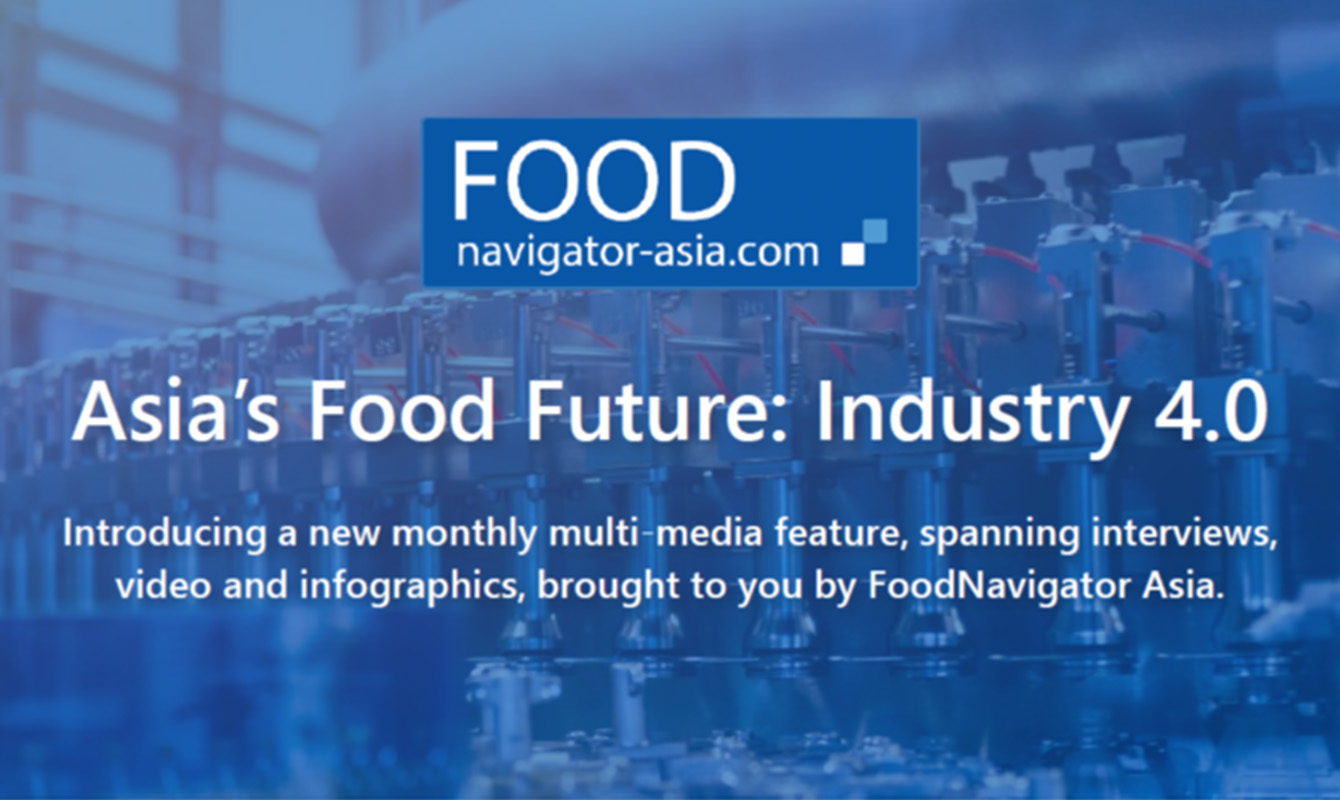 FOOD
navigator-asia.com
Asia’s Food Future: Industry 4.0
Introducing a new monthly multi-media feature, spanning interviews,
video and infographics, brought to you by FoodNavigator Asia.